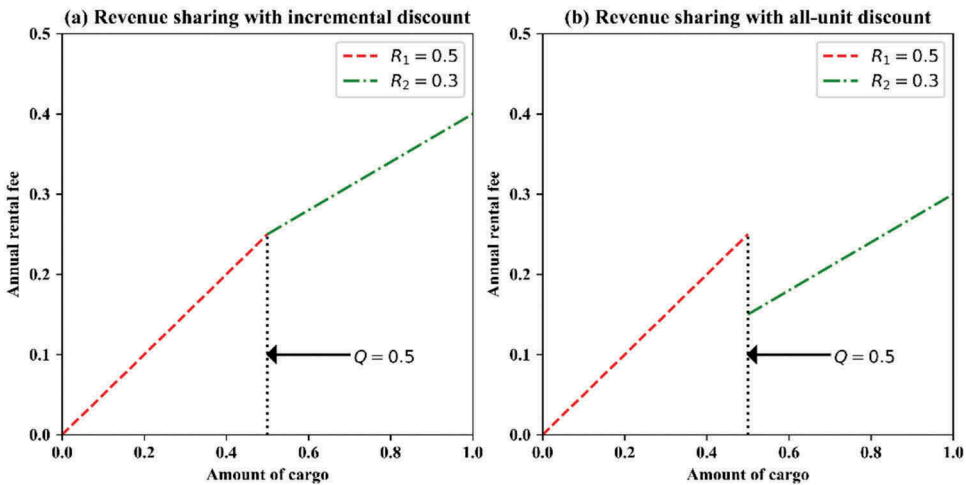 (a) Revenue sharing with incremental discount
0.5
0.4
0.3
0.2
0.1
0.0
Annual rental fee
R₁ = 0.5
R₂ = 0.3
Q = 0.5
0.0 0.2 0.4 0.6 0.8 1.0
Amount of cargo
(b) Revenue sharing with all-unit discount
0.5
0.4
0.3
0.2
0.1
0.0
Annual rental fee
R₁ = 0.5
R₂ = 0.3
Q = 0.5
0.0 0.2 0.4 0.6 0.8 1.0
Amount of cargo